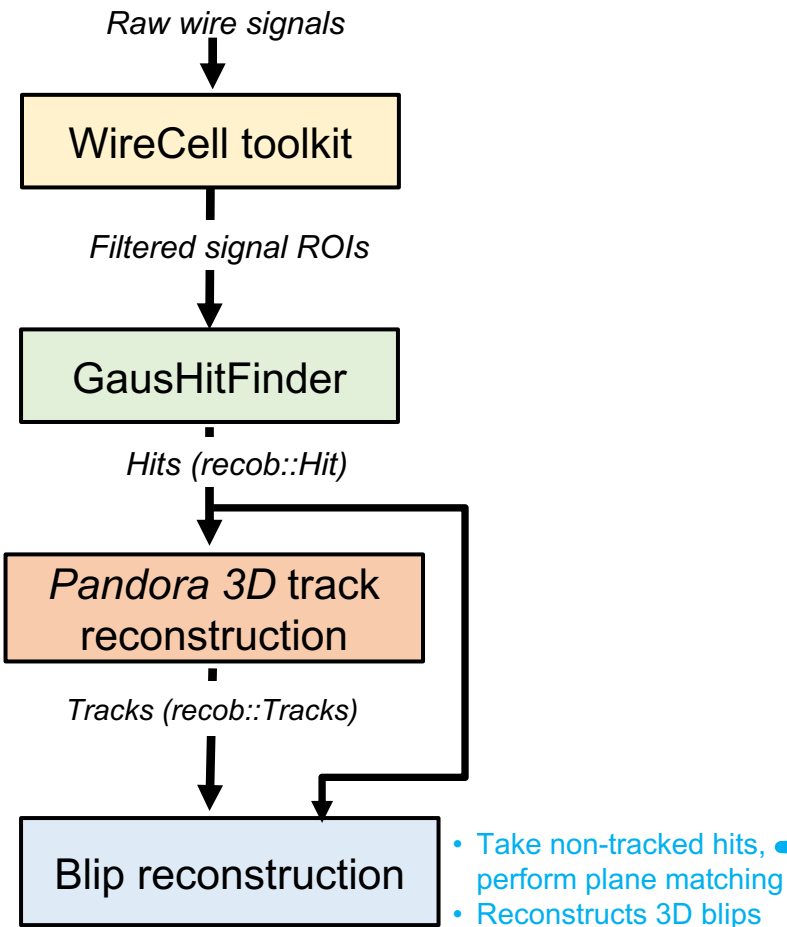 Raw wire signals
WireCell toolkit
Filtered signal ROIs
GausHitFinder
Hits (recob::Hit)
Pandora 3D track
reconstruction
Tracks (recob::Tracks)
Blip reconstruction
• Take non-tracked hits,
perform plane matching
• Reconstructs 3D blips